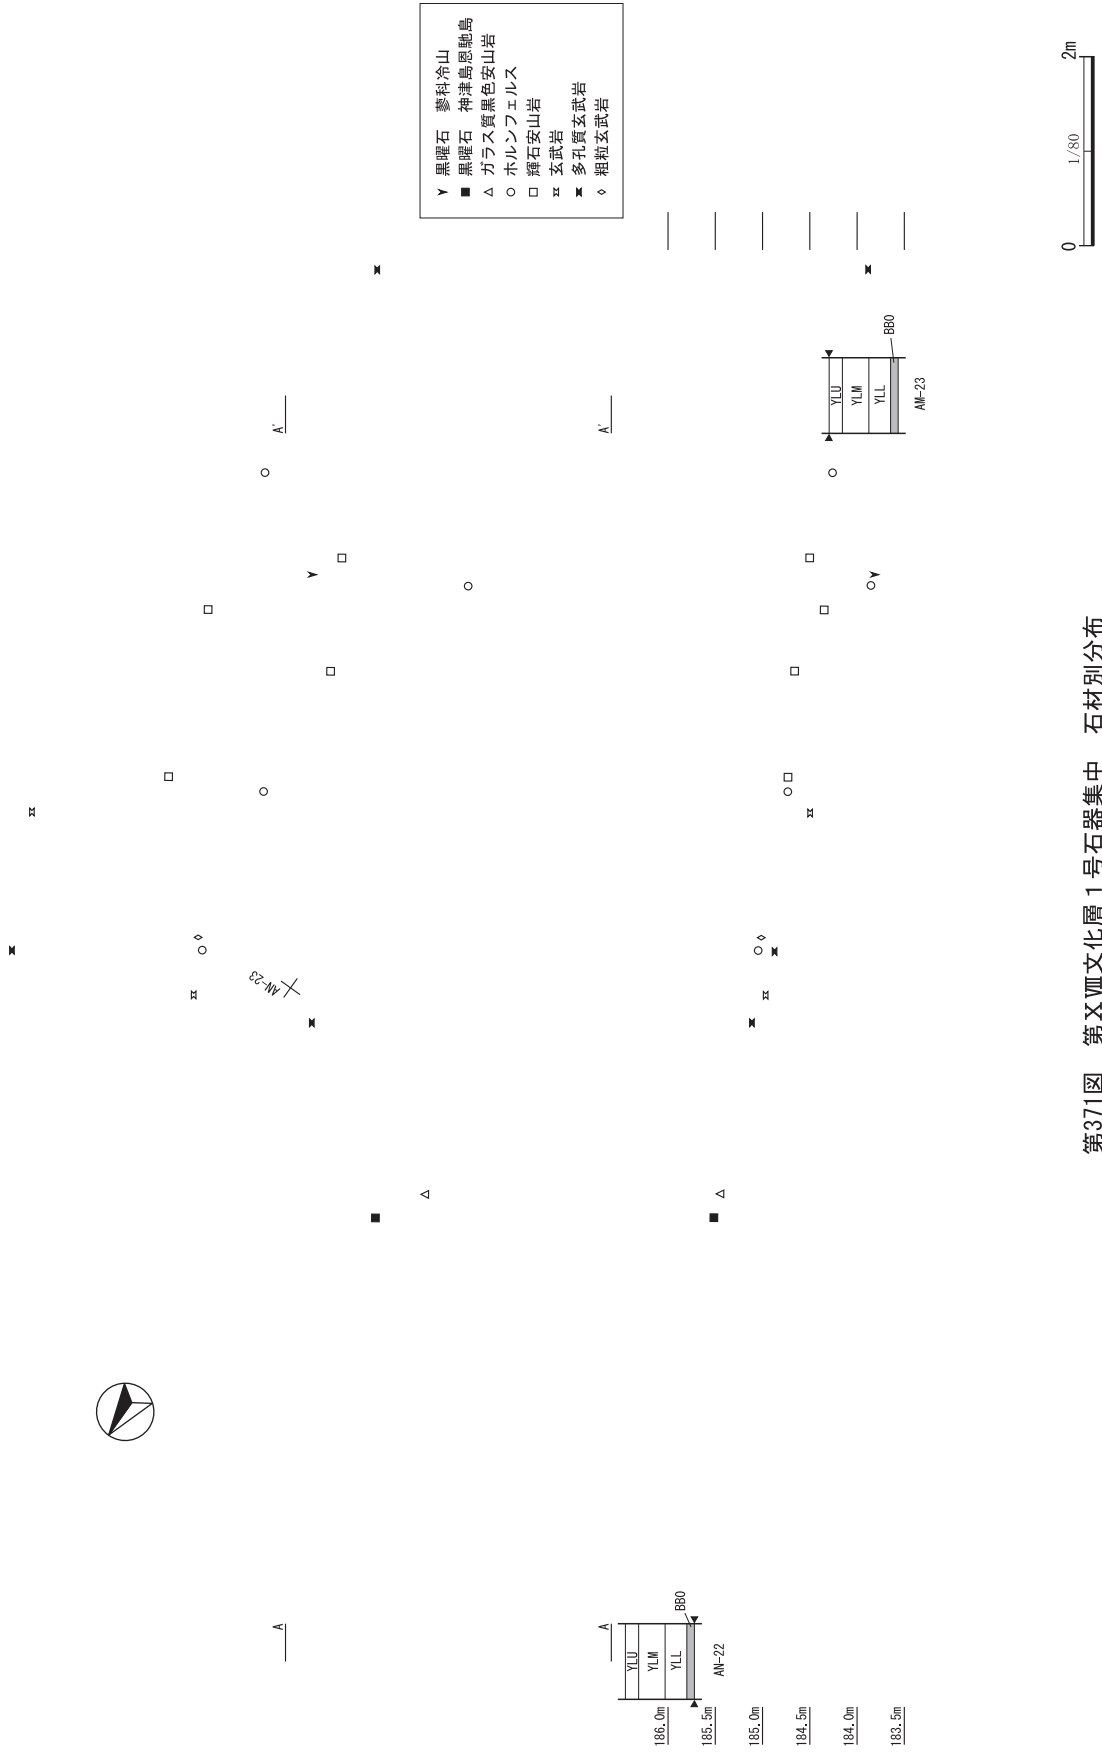 黒曜石　蓼科冷山
黒曜石　神津島恩馳島
ガラス質黒色安山岩
ホルンフェルス
輝石安山岩
玄武岩
多孔質玄武岩
粗粒玄武岩
A
A'
AN-23
A
A'
186.0m
185.5m
185.0m
184.5m
184.0m
183.5m
YLU
YLM
YLL
BB0
AN-22
YLU
YLM
YLL
BB0
AM-23
0
1/80
2m
第371図　第ⅩⅧ文化層１号石器集中　石材別分布